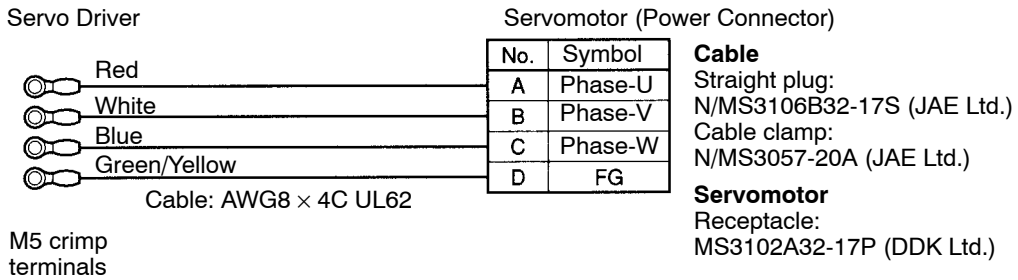 Servo Driver
Servomotor (Power Connector)
No. Symbol
Red
A Phase-U
White
B Phase-V
Blue
C Phase-W
Green/Yellow
D FG
Cable: AWG8 × 4C UL62
M5 crimp
terminals
Cable
Straight plug:
N/MS3106B32-17S (JAE Ltd.)
Cable clamp:
N/MS3057-20A (JAE Ltd.)
Servomotor
Receptacle:
MS3102A32-17P (DDK Ltd.)